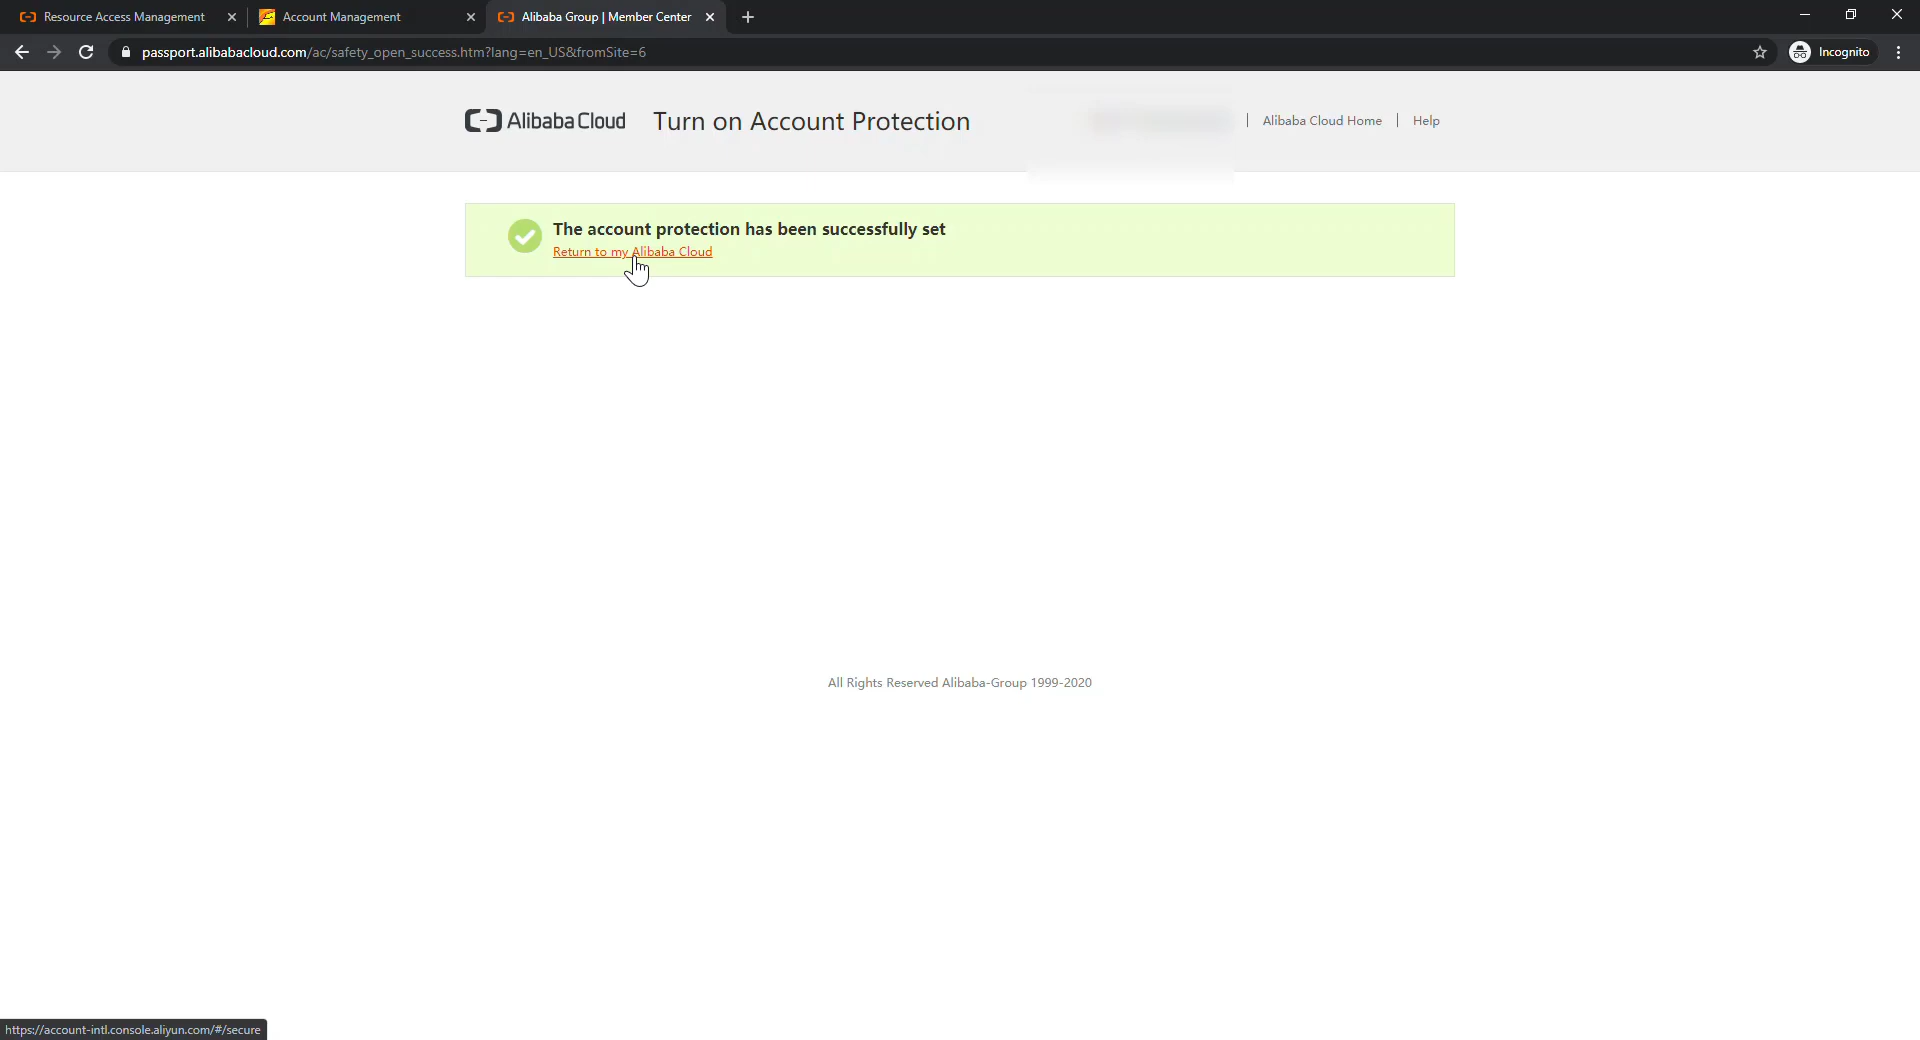 Resource Access Management
Account Management
Alibaba Group | Member Center
passport.alibabacloud.com/ac/safety_open_success.htm?lang=en_US&fromSite=6
Incognito
Alibaba Cloud
Turn on Account Protection
| Alibaba Cloud Home | Help
The account protection has been successfully set
Return to my Alibaba Cloud
All Rights Reserved Alibaba-Group 1999-2020
https://account-intl.console.aliyun.com/#/secure